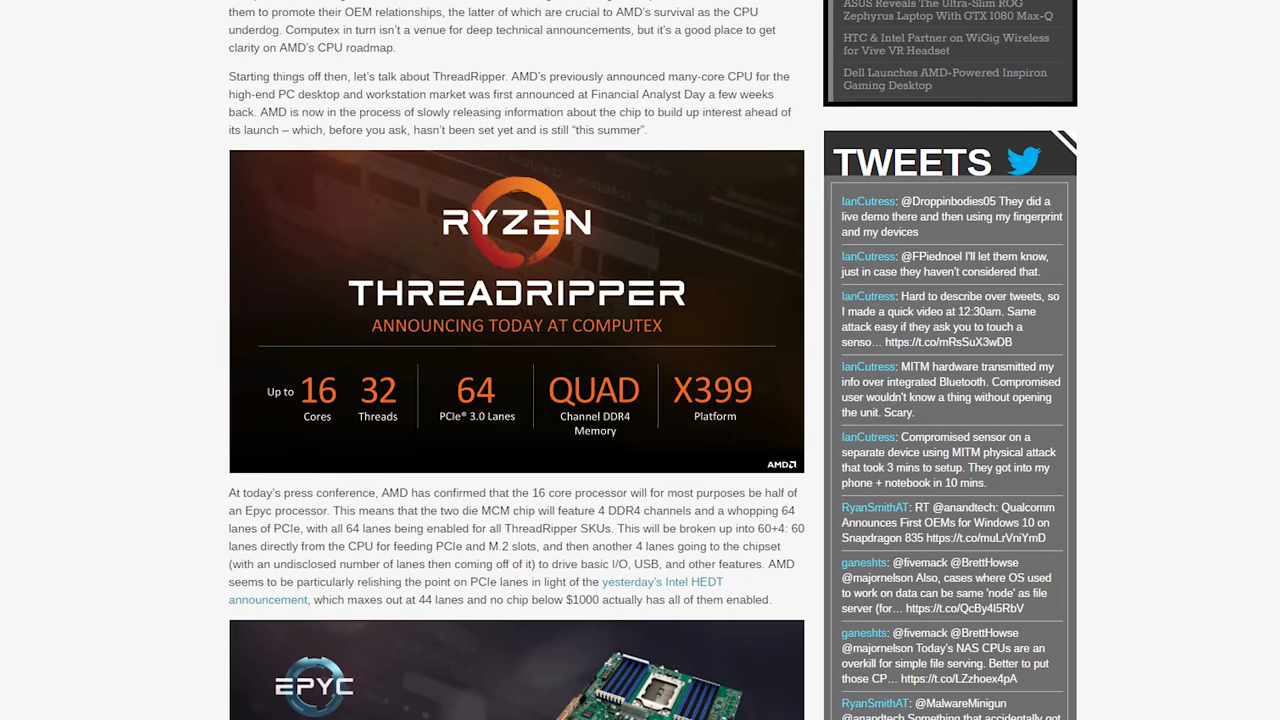 them to promote their OEM relationships, the latter of which are crucial to AMD's survival as the CPU
underdog. Computex in turn isn't a venue for deep technical announcements, but it's a good place to get
clarity on AMD's CPU roadmap.
Starting things off then, let's talk about ThreadRipper. AMD's previously announced many-core CPU for the
high-end PC desktop and workstation market was first announced at Financial Analyst Day a few weeks
back. AMD is now in the process of slowly releasing information about the chip to build up interest ahead of
its launch – which, before you ask, hasn't been set yet and is still “this summer”.
RYZEN
THREADRIPPER
ANNOUNCING TODAY AT COMPUTEX
Up to 16 32 64 QUAD X399
Cores Threads PCIe® 3.0 Lanes Channel DDR4 Platform
Memory
AMD
At today's press conference, AMD has confirmed that the 16 core processor will for most purposes be half of
an Epyc processor. This means that the two die MCM chip will feature 4 DDR4 channels and a whopping 64
lanes of PCIe, with all 64 lanes being enabled for all ThreadRipper SKUs. This will be broken up into 60+4: 60
lanes directly from the CPU for feeding PCIe and M.2 slots, and then another 4 lanes going to the chipset
(with an undisclosed number of lanes then coming off of it) to drive basic I/O, USB, and other features. AMD
seems to be particularly relishing the point on PCIe lanes in light of the yesterday's Intel HEDT
announcement, which maxes out at 44 lanes and no chip below $1000 actually has all of them enabled.
EPYC
ASUS Reveals The Ultra-Slim ROG
Zephyrus Laptop With GTX 1080 Max-Q
HTC & Intel Partner on WiGig Wireless
for Vive VR Headset
Dell Launches AMD-Powered Inspiron
Gaming Desktop
TWEETS
IanCutress: @Droppinbodies05 They did a
live demo there and then using my fingerprint
and my devices
IanCutress: @FPiednoel I'll let them know,
just in case they haven't considered that.
IanCutress: Hard to describe over tweets, so
I made a quick video at 12:30am. Same
attack easy if they ask you to touch a
senso… https://t.co/mRsSuX3wDB
IanCutress: MITM hardware transmitted my
info over integrated Bluetooth. Compromised
user wouldn't know a thing without opening
the unit. Scary.
IanCutress: Compromised sensor on a
separate device using MITM physical attack
that took 3 mins to setup. They got into my
phone + notebook in 10 mins.
RyanSmithAT: RT @anandtech: Qualcomm
Announces First OEMs for Windows 10 on
Snapdragon 835 https://t.co/muLrVniYmD
ganeshts: @fivemack @BrettHowse
@majornelson Also, cases where OS used
to work on data can be same 'node' as file
server (for… https://t.co/QcBy4I5RbV
ganeshts: @fivemack @BrettHowse
@majornelson Today's NAS CPUs are an
overkill for simple file serving. Better to put
those CP… https://t.co/LZzhoex4pA
RyanSmithAT: @MalwareMinigun
@anandtech Something that accidentally got